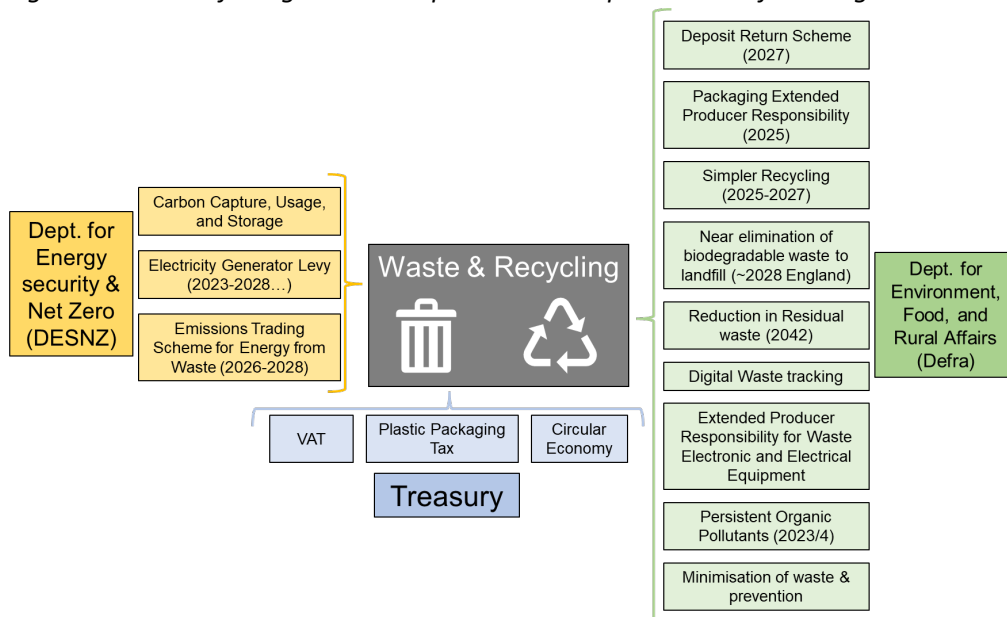 Deposit Return Scheme
(2027)
Packaging Extended
Producer Responsibility
(2025)
Simpler Recycling
(2025-2027)
Near elimination of
biodegradable waste to
landfill (~2028 England)
Reduction in Residual
waste (2042)
Digital Waste tracking
Extended Producer
Responsibility for Waste
Electronic and Electrical
Equipment
Persistent Organic
Pollutants (2023/4)
Minimisation of waste &
prevention
Dept. for
Environment,
Food, and
Rural Affairs
(Defra)
Dept. for
Energy
security &
Net Zero
(DESNZ)
Carbon Capture, Usage,
and Storage
Electricity Generator Levy
(2023-2028…)
Emissions Trading
Scheme for Energy from
Waste (2026-2028)
Waste & Recycling
VAT
Plastic Packaging
Tax
Circular
Economy
Treasury